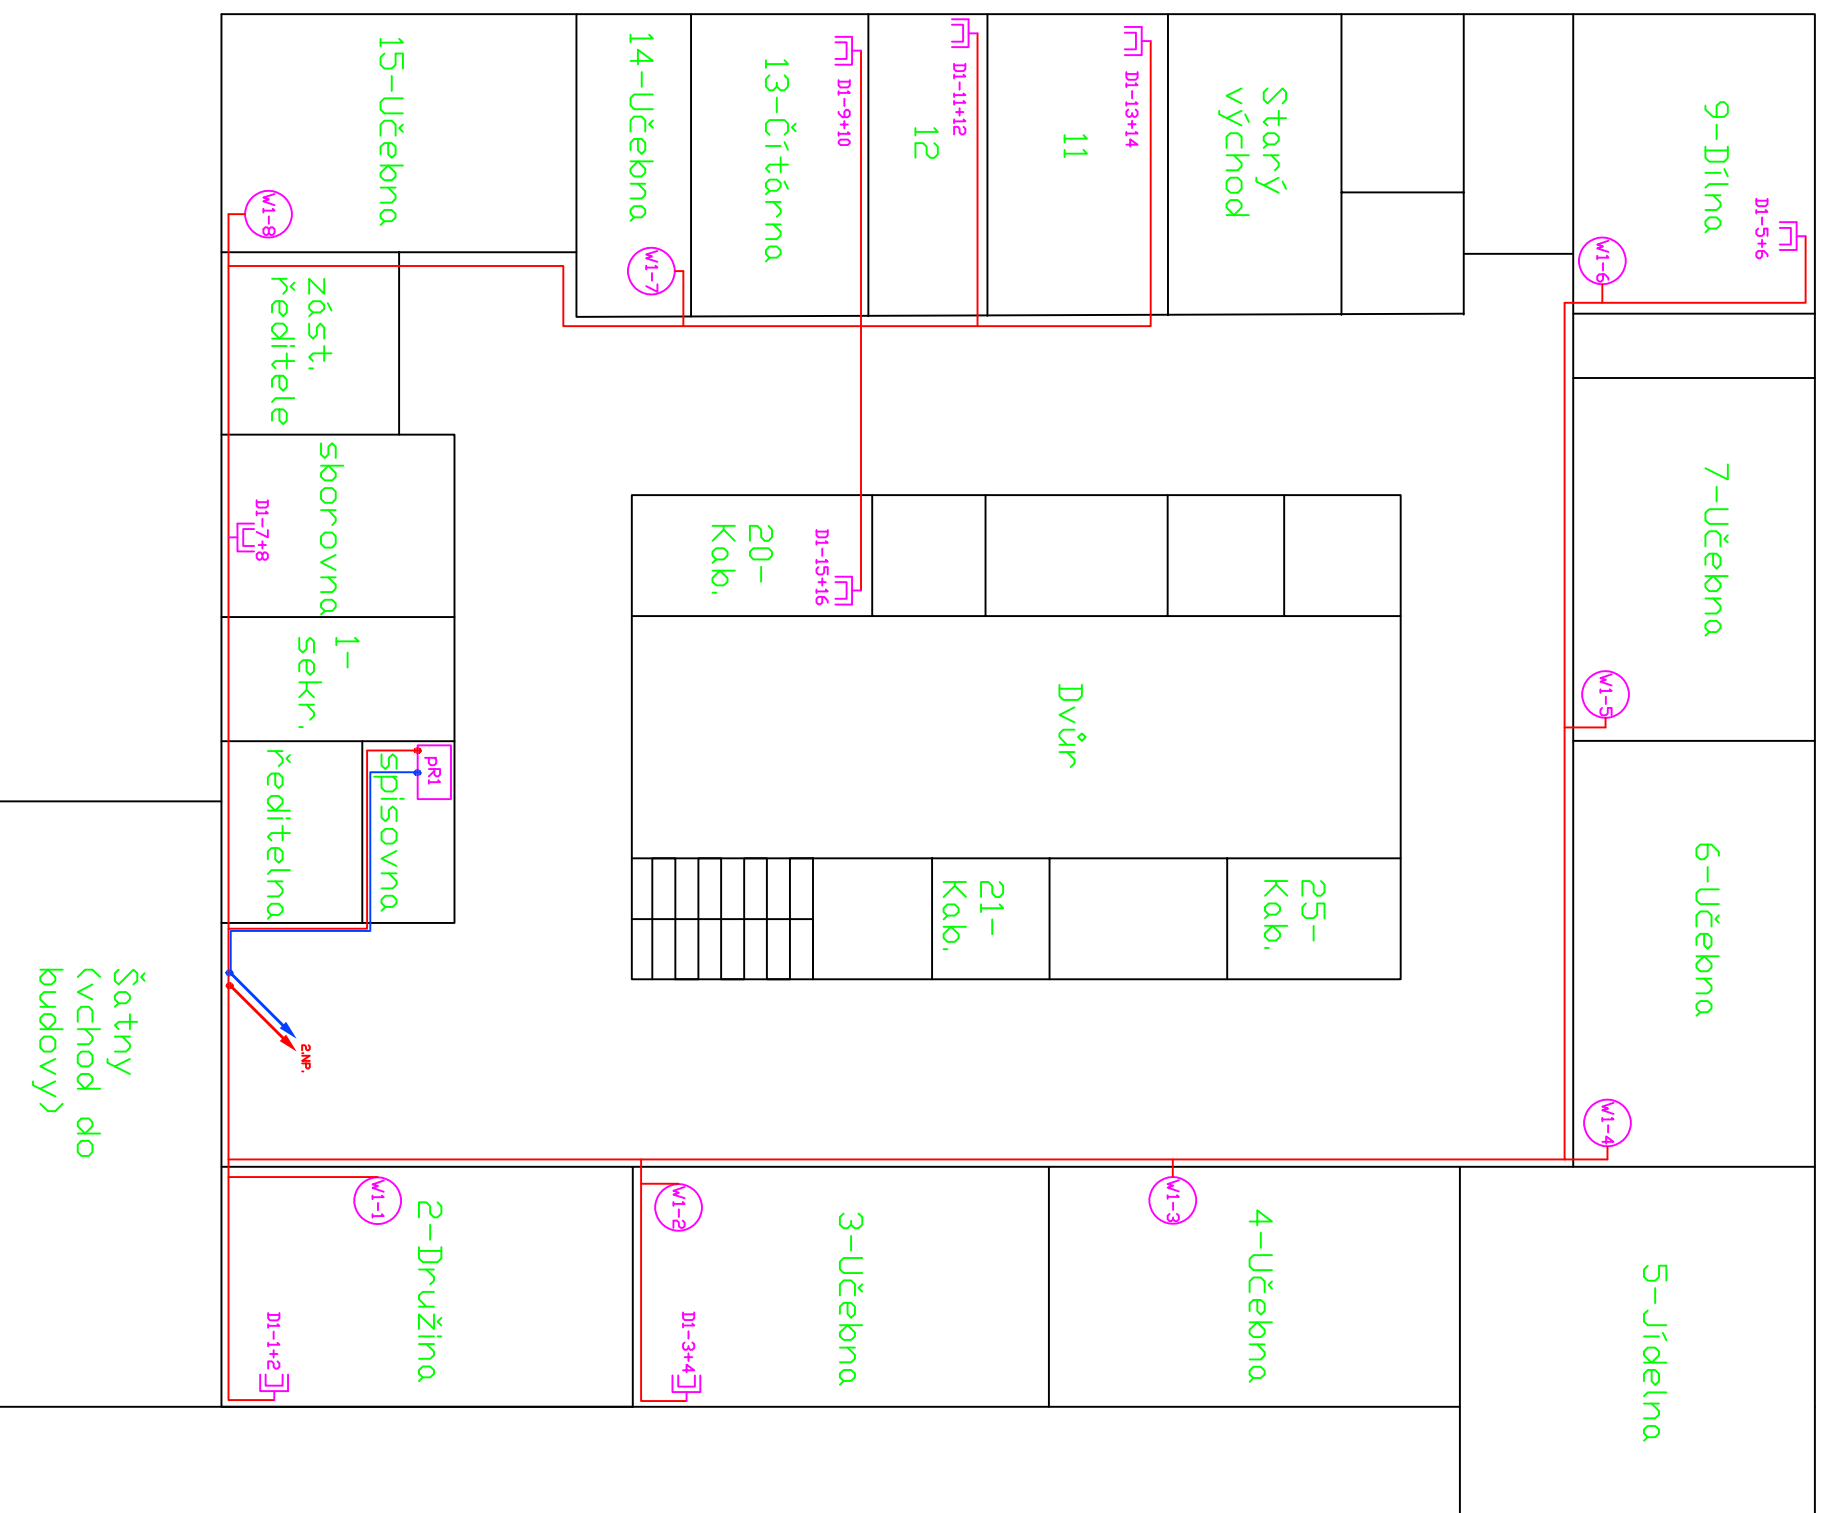 15-Učebna
14-Učebna
13-Čítárna
12
11
Starý
východ
9-Dílna
D1-9+10
D1-11+12
D1-13+14
D1-5+6
W1-8
W1-7
W1-6
zást.
ředitele
sborovna
D1-7+8
1-
sekr.
ředitelna
spisovna
pR1
20-
Kab.
D1-15+16
Dvůr
21-
Kab.
25-
Kab.
7-Učebna
W1-5
6-Učebna
W1-4
Šatny
(vchod do
budovy)
2.NP.
W1-1
2-Družina
D1-1+2
W1-2
3-Učebna
D1-3+4
W1-3
4-Učebna
5-Jídelna